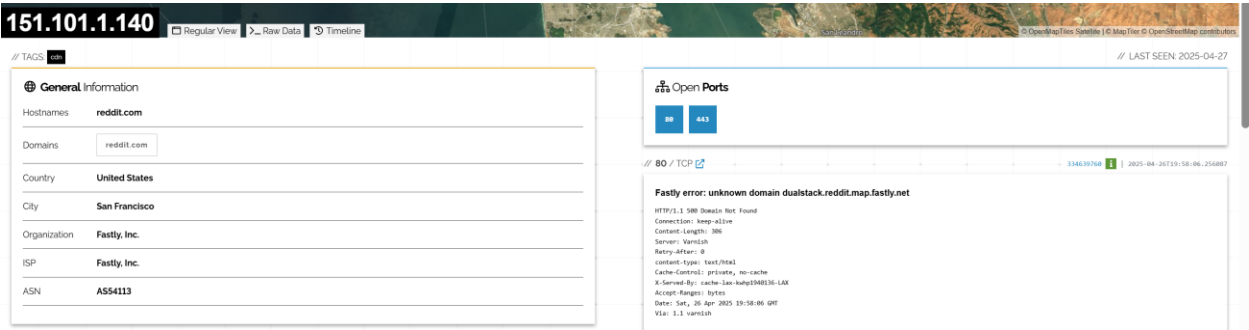 151.101.1.140
Regular View
>_ Raw Data
Timeline
San Leandro
© OpenMapTiles Satellite | © MapTiler © OpenStreetMap contributors
// TAGS: cdn
// LAST SEEN: 2025-04-27
General Information
Hostnames reddit.com
Domains reddit.com
Country United States
City San Francisco
Organization Fastly, Inc.
ISP Fastly, Inc.
ASN AS54113
Open Ports
80 443
// 80 / TCP
334639760 | 2025-04-26T19:58:06.256087
Fastly error: unknown domain dualstack.reddit.map.fastly.net
HTTP/1.1 500 Domain Not Found
Connection: keep-alive
Content-Length: 306
Server: Varnish
Retry-After: 0
content-type: text/html
Cache-Control: private, no-cache
X-Served-By: cache-lax-kwhp1940136-LAX
Accept-Ranges: bytes
Date: Sat, 26 Apr 2025 19:58:06 GMT
Via: 1.1 varnish